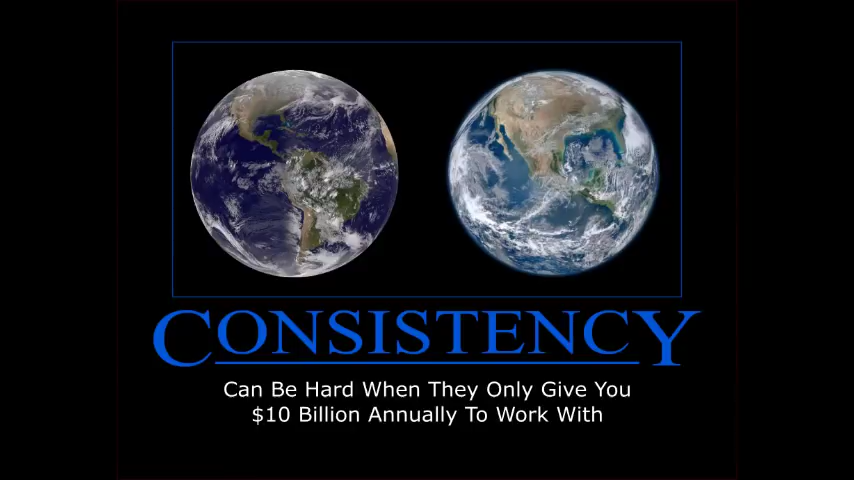 CONSISTENCY
Can Be Hard When They Only Give You
$10 Billion Annually To Work With